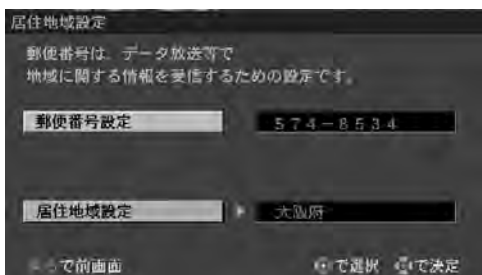 居住地域設定
郵便番号は、データ放送等で
地域に関する情報を受信するための設定です。
郵便番号設定 574-8534
居住地域設定 大阪府
で前画面 で選択 で決定